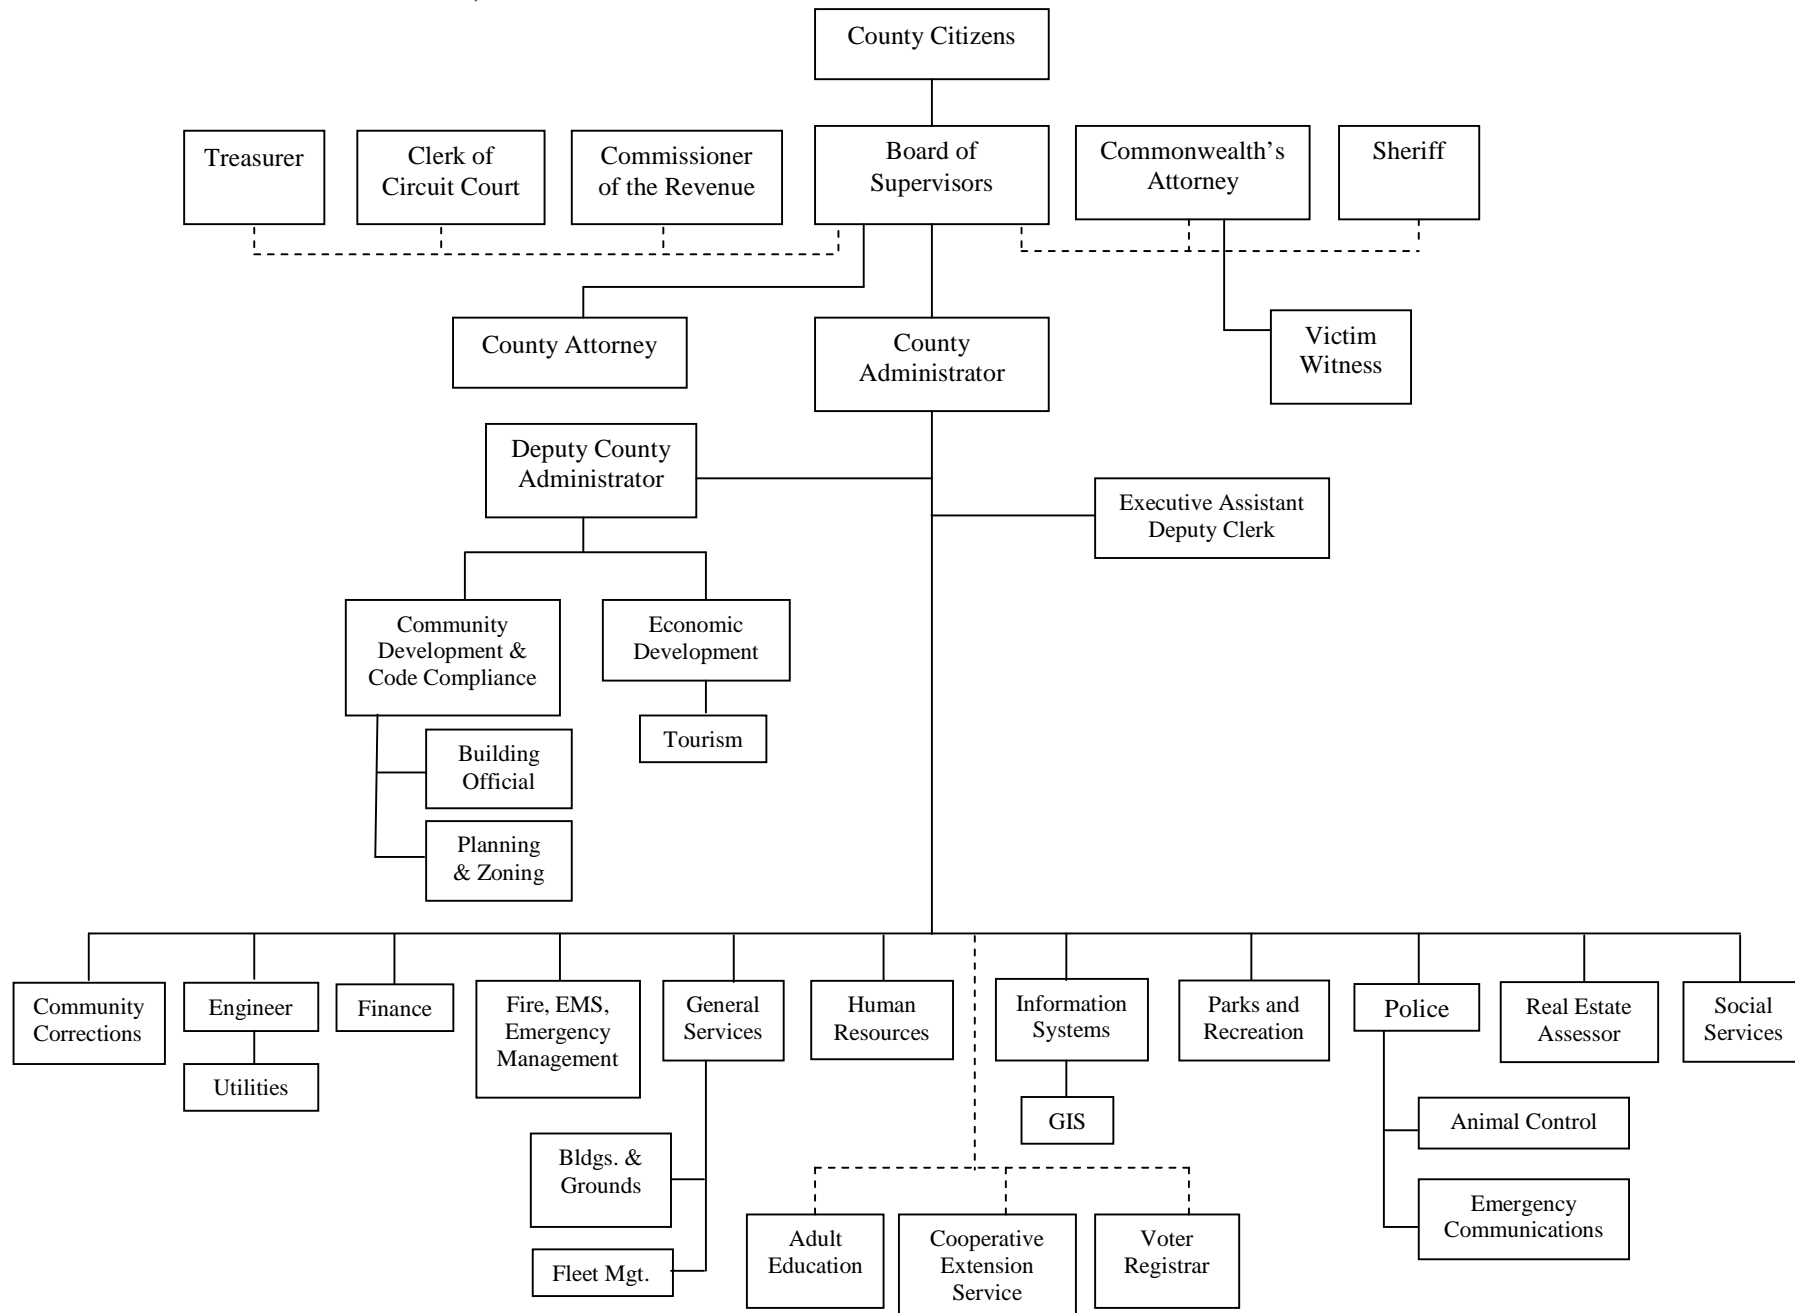 County Citizens
Treasurer
Clerk of
Circuit Court
Commissioner
of the Revenue
Board of
Supervisors
Commonwealth's
Attorney
Sheriff
County Attorney
County
Administrator
Victim
Witness
Deputy County
Administrator
Executive Assistant
Deputy Clerk
Community
Development &
Code Compliance
Economic
Development
Tourism
Building
Official
Planning
& Zoning
Community
Corrections
Engineer
Finance
Fire, EMS,
Emergency
Management
General
Services
Human
Resources
Information
Systems
Parks and
Recreation
Police
Real Estate
Assessor
Social
Services
Utilities
GIS
Animal Control
Bldgs. &
Grounds
Emergency
Communications
Fleet Mgt.
Adult
Education
Cooperative
Extension
Service
Voter
Registrar